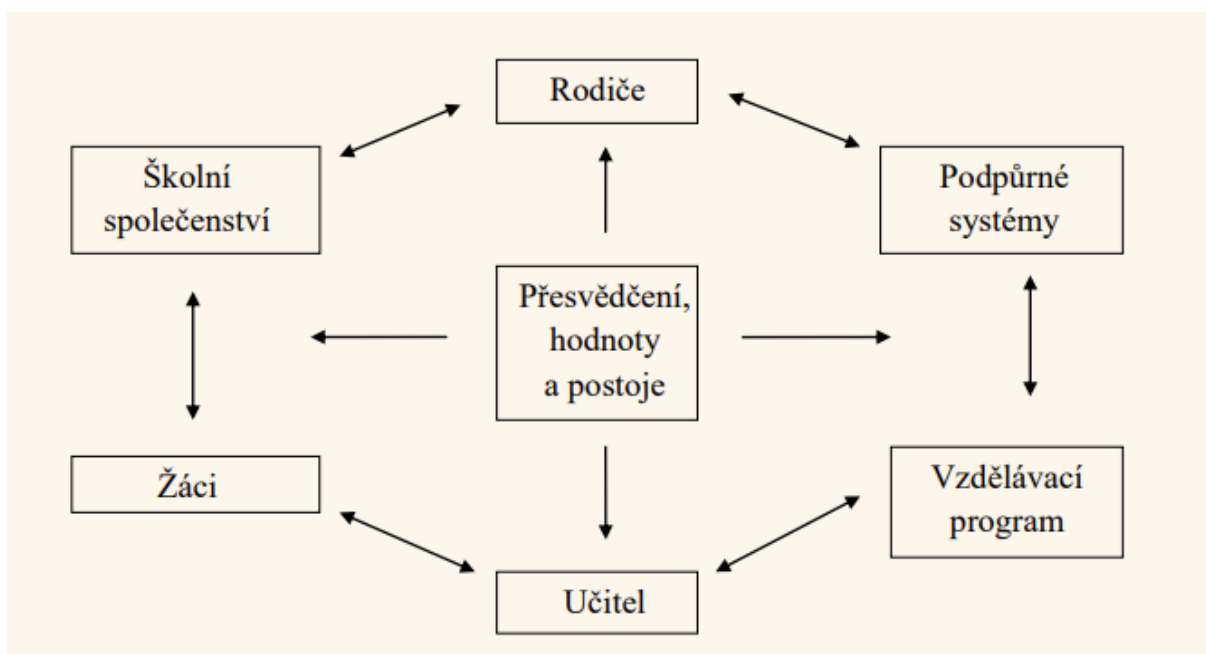 Rodiče
Školní
společenství
Podpůrné
systémy
Přesvědčení,
hodnoty
a postoje
Žáci
Vzdělávací
program
Učitel